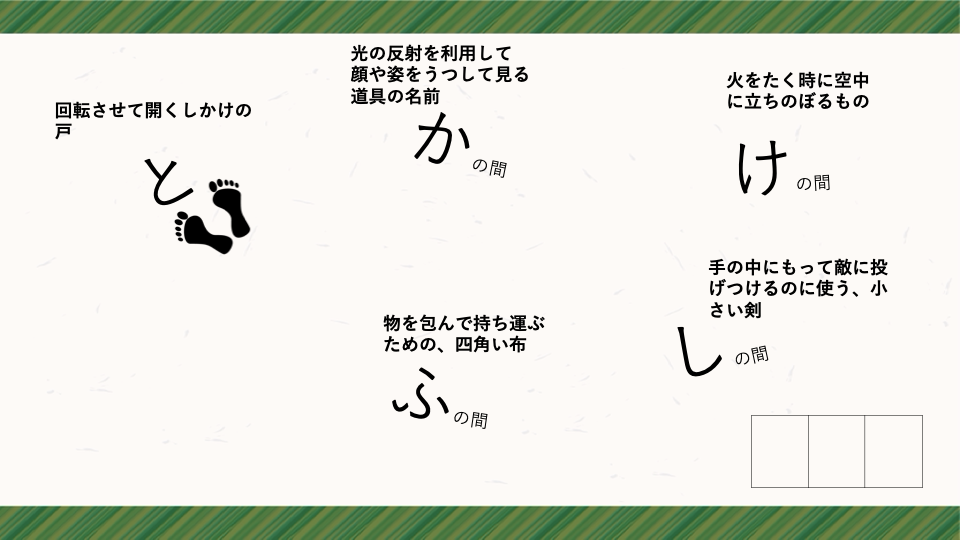 回転させて開くしかけの
戸
と
光の反射を利用して
顔や姿をうつして見る
道具の名前
か の間
火をたく時に空中
に立ちのぼるもの
け の間
物を包んで持ち運ぶ
ための、四角い布
ふ の間
手の中にもって敵に投
げつけるのに使う、小
さい剣
し の間